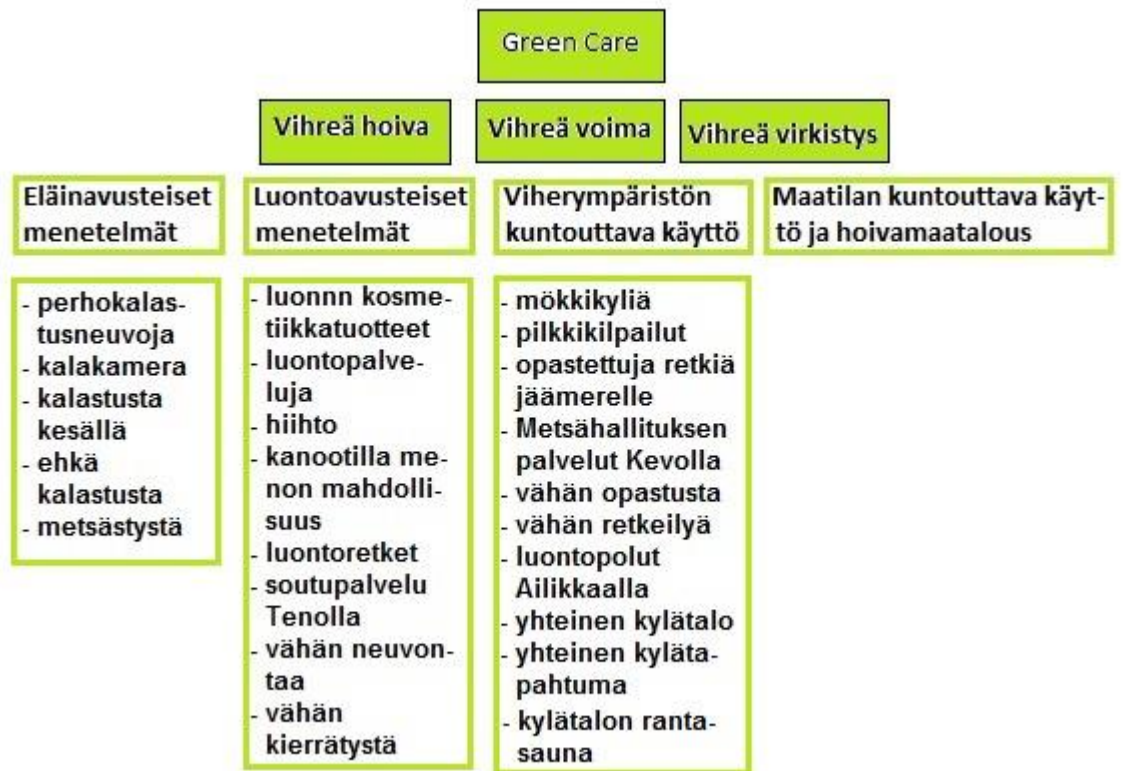 Green Care
Vihreä hoiva
Vihreä voima
Vihreä virkistys
Eläinavusteiset
menetelmät
Luontoavusteiset
menetelmät
Viherympäristön
kuntouttava käyttö
Maatilan kuntouttava käyt-
tö ja hoivamaatalous
- perhokalas-
tusneuvoja
- kalakamera
- kalastusta
kesällä
- ehkä
kalastusta
- metsästystä
- luonnn kosme-
tiikkatuotteet
- luontopalve-
luja
- hiihto
- kanootilla me-
non mahdolli-
suus
- luontoretket
- soutupalvelu
Tenolla
- vähän neuvon-
taa
- vähän
kierrätystä
- mökkikyliä
- pilkkikilpailut
- opastettuja retkiä
jäämerelle
- Metsähallituksen
palvelut Kevolla
- vähän opastusta
- vähän retkeilyä
- luontopolut
Ailikkaalla
- yhteinen kylätalo
- yhteinen kyläta-
pahtuma
- kylätalon ranta-
sauna